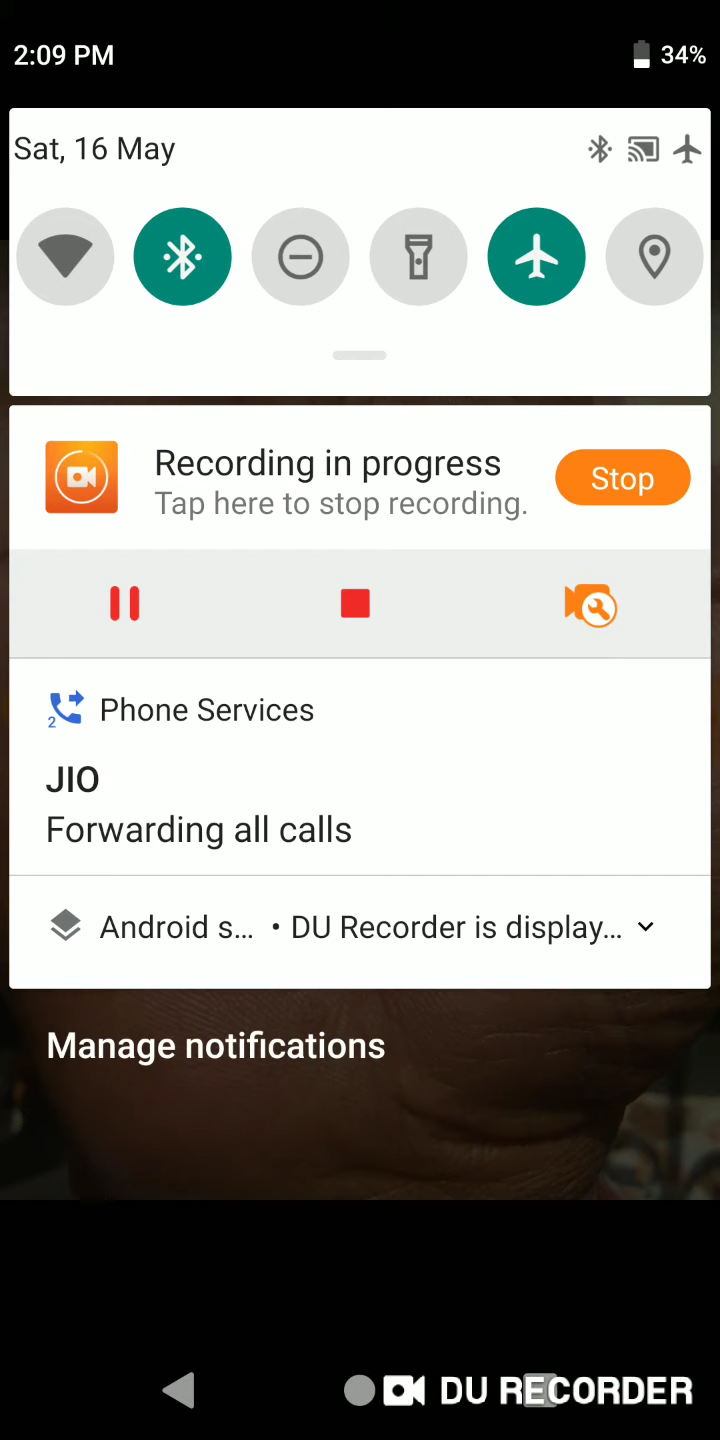 2:09 PM
34%
Sat, 16 May
Recording in progress
Tap here to stop recording.
Stop
2
Phone Services
JIO
Forwarding all calls
Android s... • DU Recorder is display...
Manage notifications
DU RECORDER